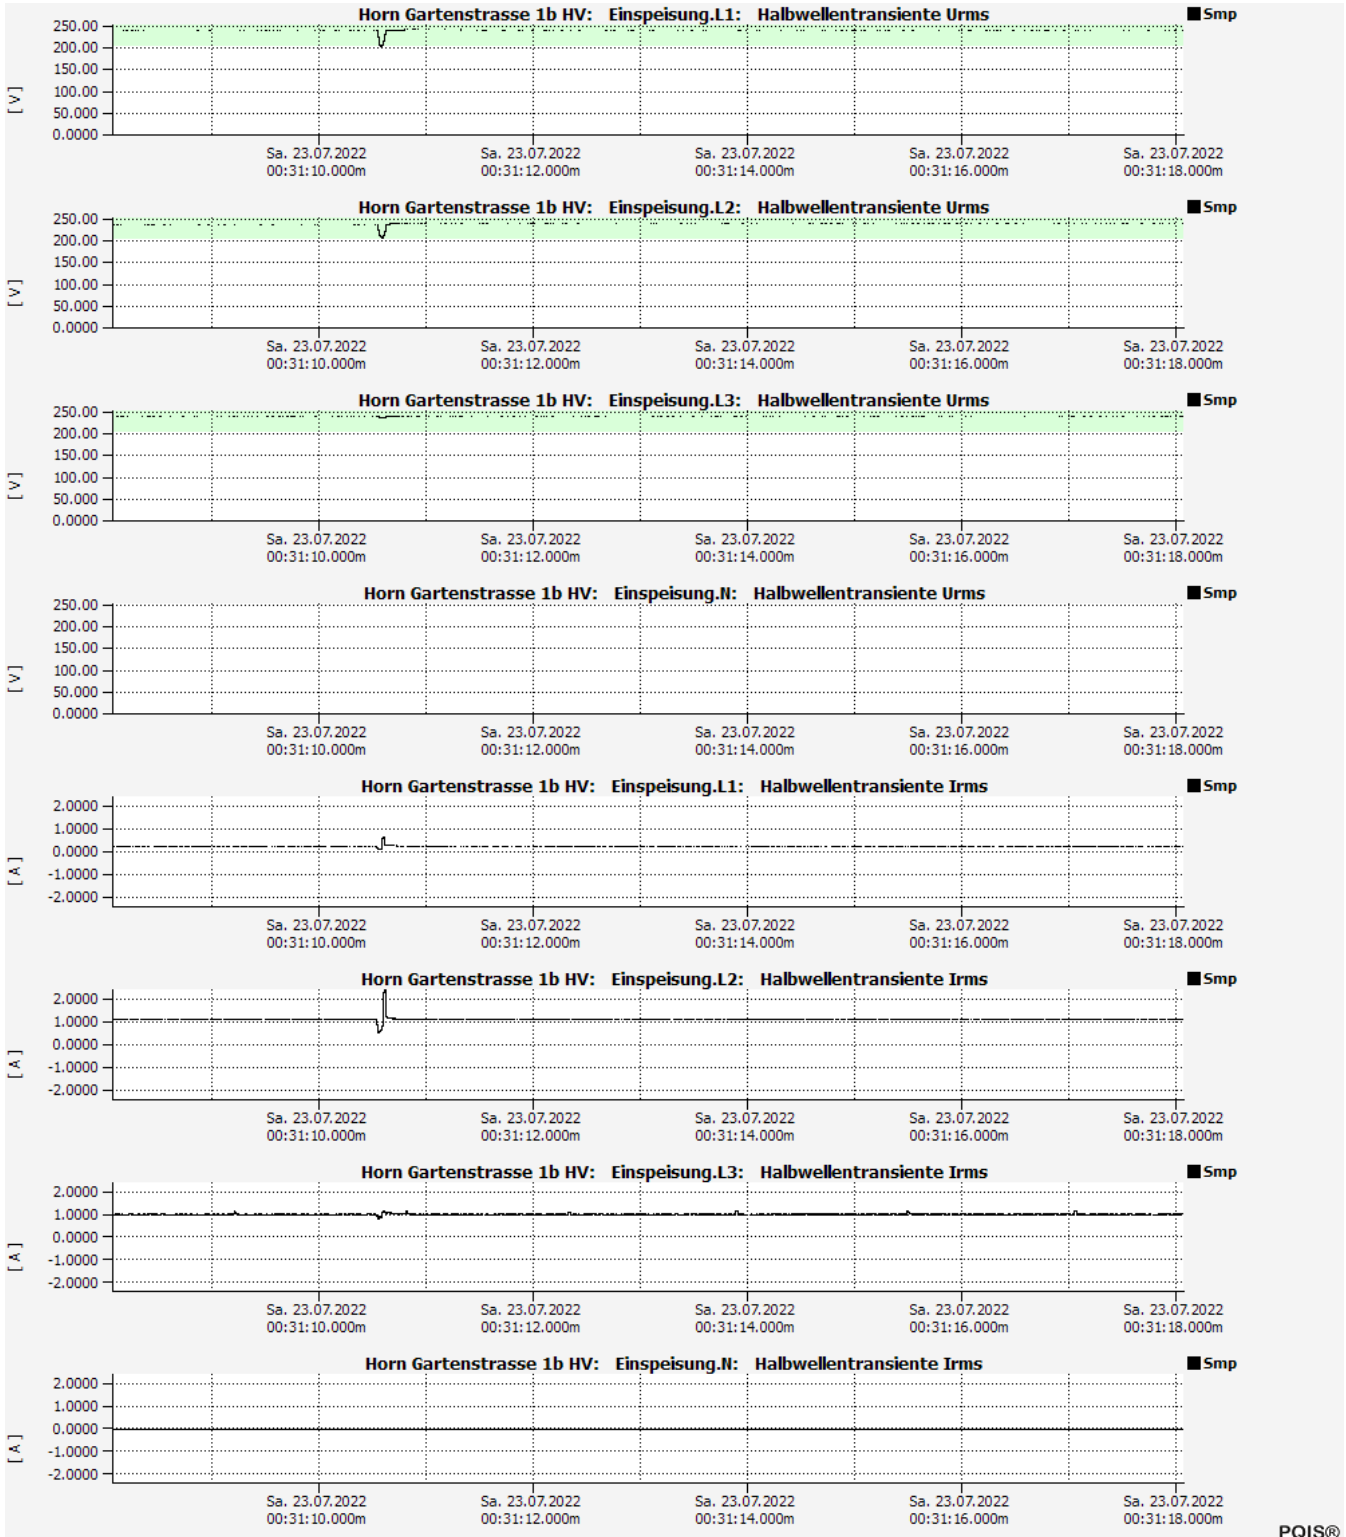 Horn Gartenstrasse 1b HV: Einspeisung.L1: Halbwellentransiente Urms
Smp
250.00
200.00
150.00
100.00
50.000
0.0000
[ V ]
Sa. 23.07.2022 Sa. 23.07.2022 Sa. 23.07.2022 Sa. 23.07.2022 Sa. 23.07.2022
00:31:10.000m 00:31:12.000m 00:31:14.000m 00:31:16.000m 00:31:18.000m
Horn Gartenstrasse 1b HV: Einspeisung.L2: Halbwellentransiente Urms
Smp
250.00
200.00
150.00
100.00
50.000
0.0000
[ V ]
Sa. 23.07.2022 Sa. 23.07.2022 Sa. 23.07.2022 Sa. 23.07.2022 Sa. 23.07.2022
00:31:10.000m 00:31:12.000m 00:31:14.000m 00:31:16.000m 00:31:18.000m
Horn Gartenstrasse 1b HV: Einspeisung.L3: Halbwellentransiente Urms
Smp
250.00
200.00
150.00
100.00
50.000
0.0000
[ V ]
Sa. 23.07.2022 Sa. 23.07.2022 Sa. 23.07.2022 Sa. 23.07.2022 Sa. 23.07.2022
00:31:10.000m 00:31:12.000m 00:31:14.000m 00:31:16.000m 00:31:18.000m
Horn Gartenstrasse 1b HV: Einspeisung.N: Halbwellentransiente Urms
Smp
250.00
200.00
150.00
100.00
50.000
0.0000
[ V ]
Sa. 23.07.2022 Sa. 23.07.2022 Sa. 23.07.2022 Sa. 23.07.2022 Sa. 23.07.2022
00:31:10.000m 00:31:12.000m 00:31:14.000m 00:31:16.000m 00:31:18.000m
Horn Gartenstrasse 1b HV: Einspeisung.L1: Halbwellentransiente Irms
Smp
2.0000
1.0000
0.0000
-1.0000
-2.0000
[ A ]
Sa. 23.07.2022 Sa. 23.07.2022 Sa. 23.07.2022 Sa. 23.07.2022 Sa. 23.07.2022
00:31:10.000m 00:31:12.000m 00:31:14.000m 00:31:16.000m 00:31:18.000m
Horn Gartenstrasse 1b HV: Einspeisung.L2: Halbwellentransiente Irms
Smp
2.0000
1.0000
0.0000
-1.0000
-2.0000
[ A ]
Sa. 23.07.2022 Sa. 23.07.2022 Sa. 23.07.2022 Sa. 23.07.2022 Sa. 23.07.2022
00:31:10.000m 00:31:12.000m 00:31:14.000m 00:31:16.000m 00:31:18.000m
Horn Gartenstrasse 1b HV: Einspeisung.L3: Halbwellentransiente Irms
Smp
2.0000
1.0000
0.0000
-1.0000
-2.0000
[ A ]
Sa. 23.07.2022 Sa. 23.07.2022 Sa. 23.07.2022 Sa. 23.07.2022 Sa. 23.07.2022
00:31:10.000m 00:31:12.000m 00:31:14.000m 00:31:16.000m 00:31:18.000m
Horn Gartenstrasse 1b HV: Einspeisung.N: Halbwellentransiente Irms
Smp
2.0000
1.0000
0.0000
-1.0000
-2.0000
[ A ]
Sa. 23.07.2022 Sa. 23.07.2022 Sa. 23.07.2022 Sa. 23.07.2022 Sa. 23.07.2022
00:31:10.000m 00:31:12.000m 00:31:14.000m 00:31:16.000m 00:31:18.000m
PQIS®